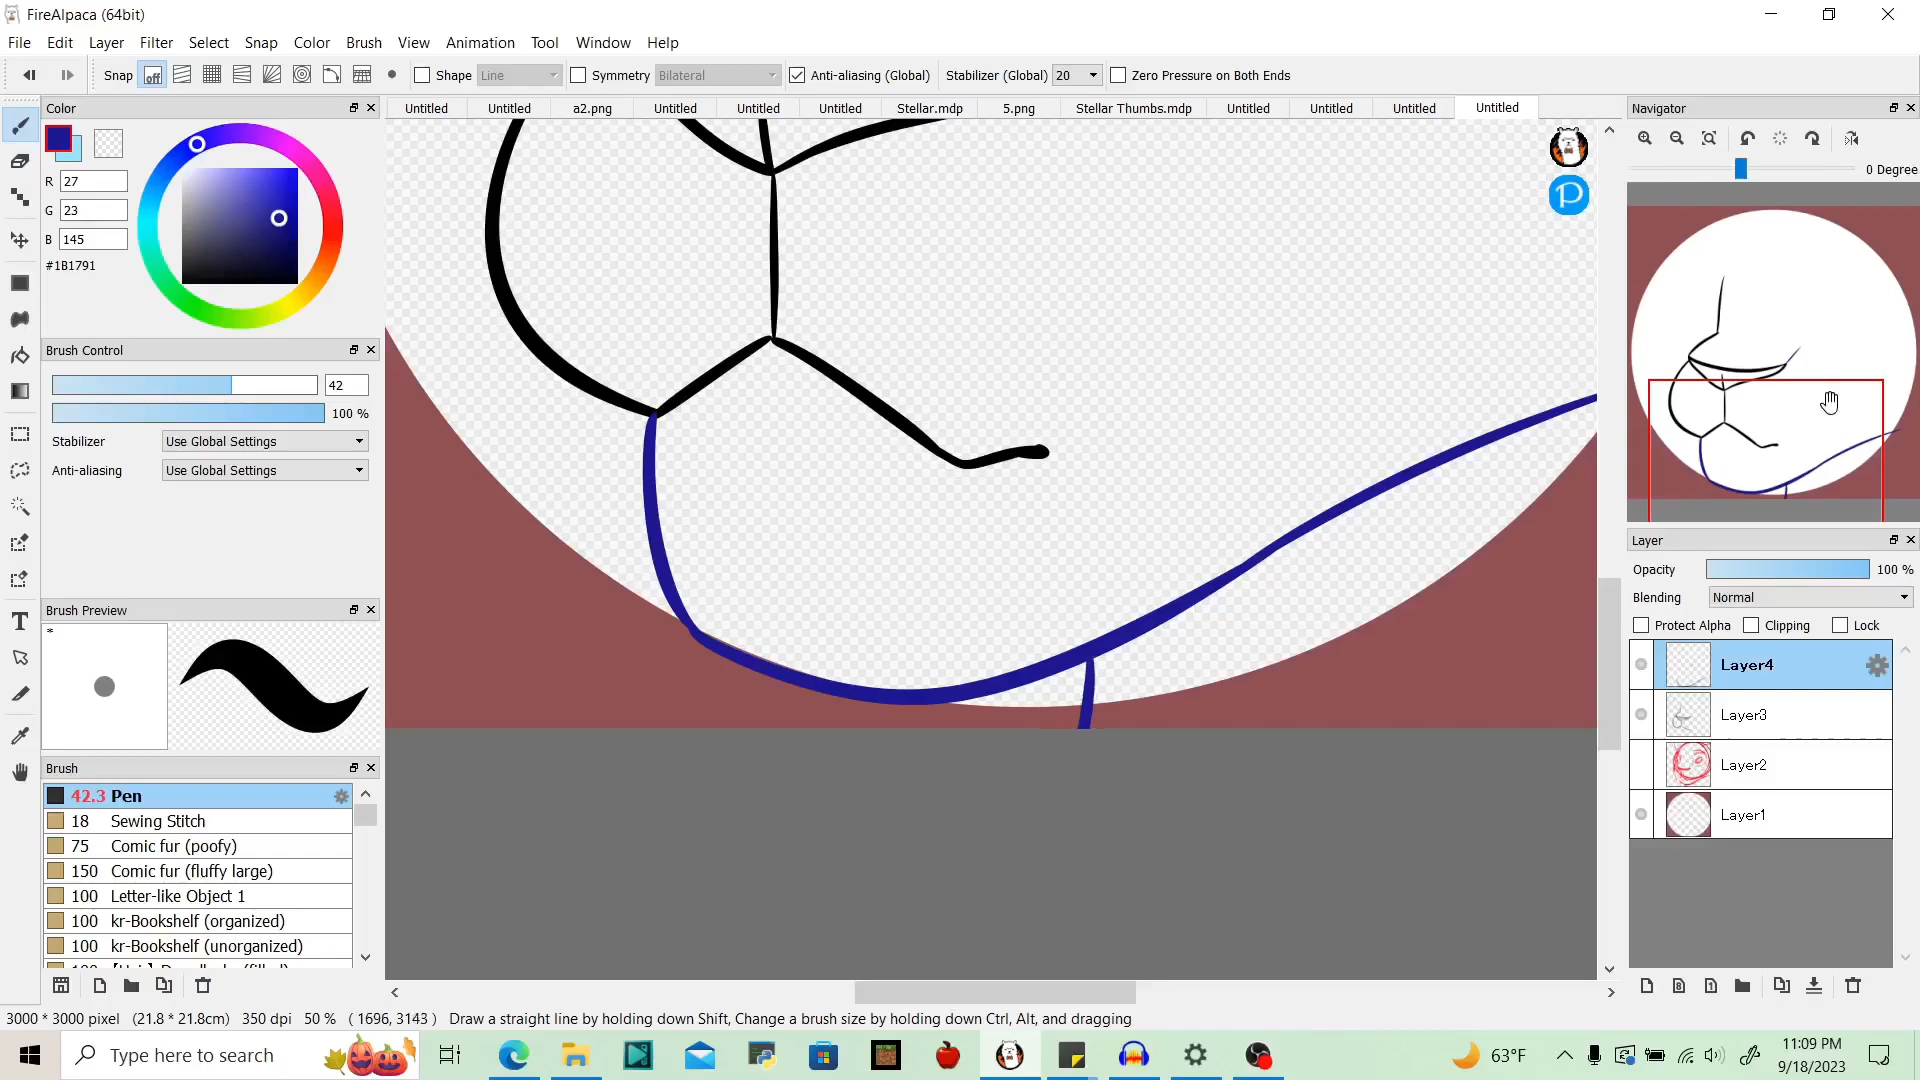 FireAlpaca (64bit)
File Edit Layer Filter Select Snap Color Brush View Animation Tool Window Help
Snap off Shape Line Symmetry Bilateral Anti-aliasing (Global) Stabilizer (Global) 20 Zero Pressure on Both Ends
Color
Untitled Untitled a2.png Untitled Untitled Untitled Stellar.mdp 5.png Stellar Thumbs.mdp Untitled Untitled Untitled Untitled
Navigator
0 Degree
R 27
G 23
B 145
#1B1791
Brush Control
42
100 %
Stabilizer Use Global Settings
Anti-aliasing Use Global Settings
Brush Preview
*
Brush
42.3 Pen
18 Sewing Stitch
75 Comic fur (poofy)
150 Comic fur (fluffy large)
100 Letter-like Object 1
100 kr-Bookshelf (organized)
100 kr-Bookshelf (unorganized)
P
Layer
Opacity 100 %
Blending Normal
Protect Alpha Clipping Lock
Layer4
Layer3
Layer2
Layer1
3000 * 3000 pixel (21.8 * 21.8cm) 350 dpi 50 % ( 1696, 3143 ) Draw a straight line by holding down Shift, Change a brush size by holding down Ctrl, Alt, and dragging
Type here to search
63°F
11:09 PM
9/18/2023